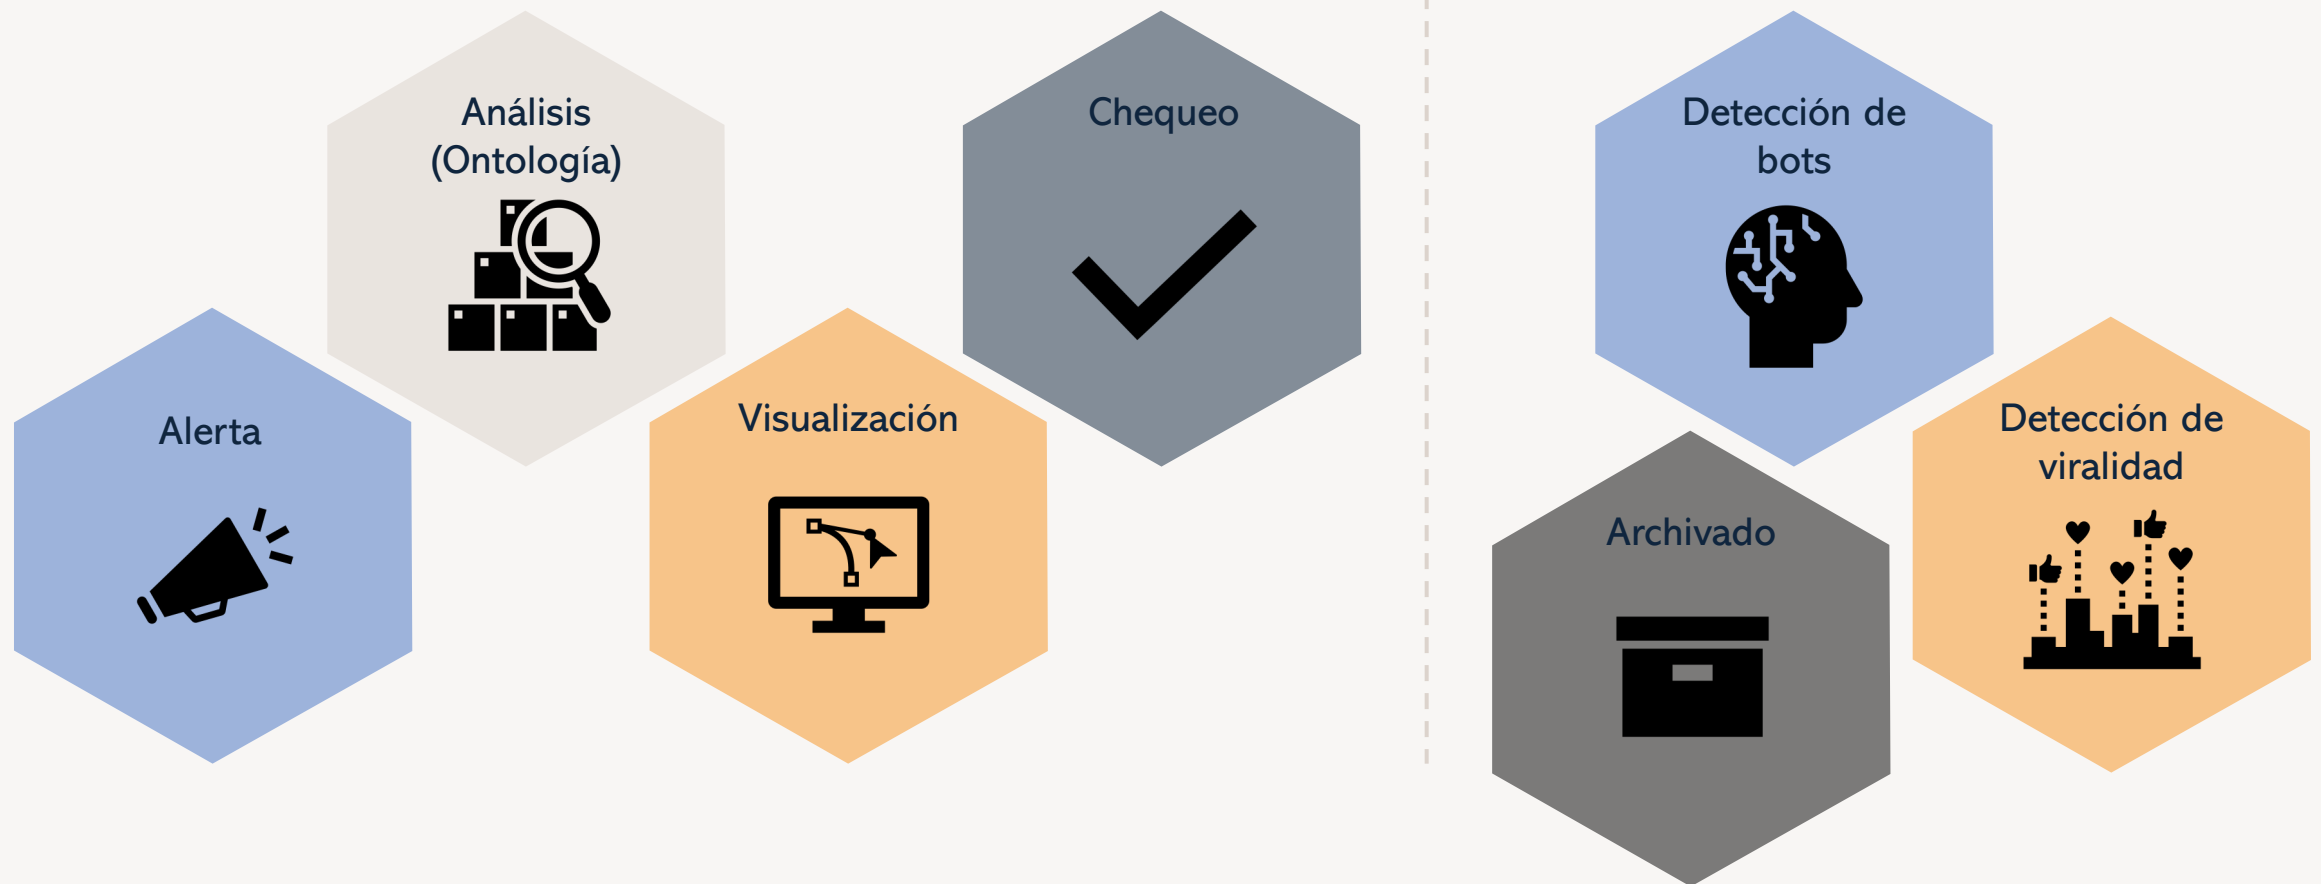 Alerta
Análisis
(Ontología)
Visualización
Chequeo
Detección de
bots
Archivado
Detección de
viralidad